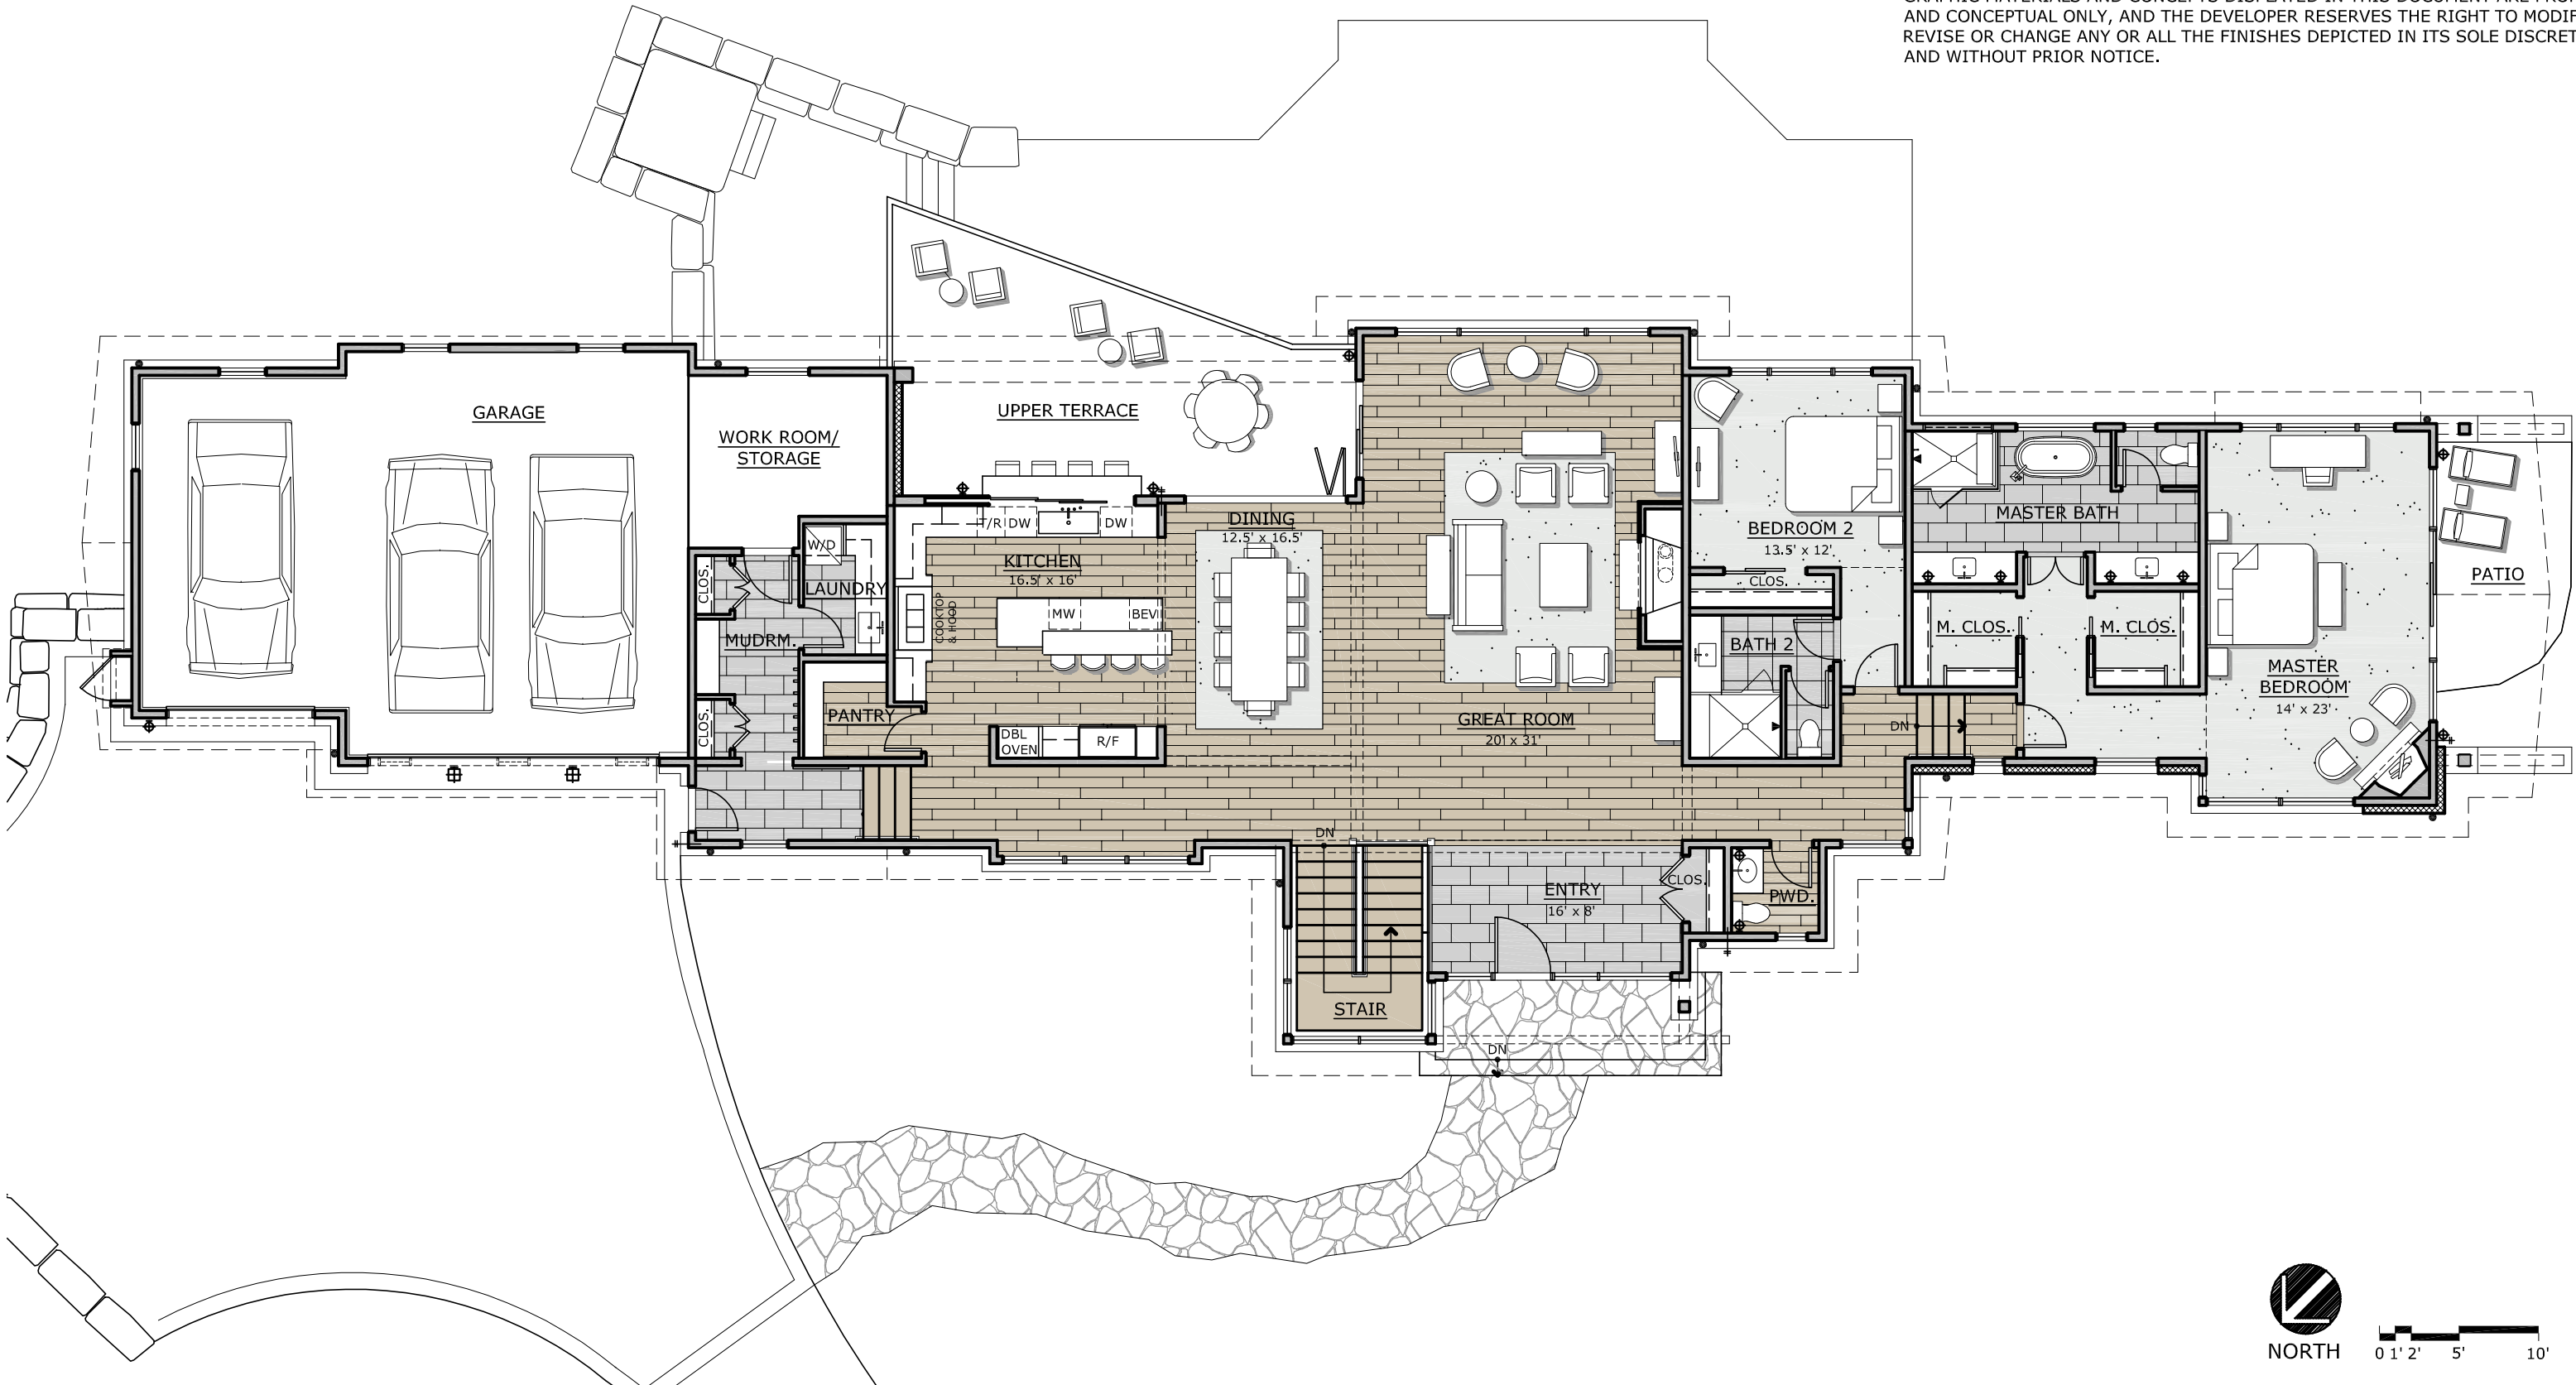 AND CONCEPTUAL ONLY, AND THE DEVELOPER RESERVES THE RIGHT TO
REVISE OR CHANGE ANY OR ALL THE FINISHES DEPICTED IN ITS SOLE
AND WITHOUT PRIOR NOTICE.
GARAGE
WORK ROOM/
STORAGE
UPPER TERRACE
T/R
DW
DW
DINING
12.5' x 16.5'
KITCHEN
16.5' x 16'
COOKTOP
& HOOD
MW
BEV
W/D
LAUNDRY
CLOS.
MUDRM.
CLOS.
PANTRY
DBL
OVEN
R/F
GREAT ROOM
20' x 31'
BEDROOM 2
13.5' x 12'
CLOS.
BATH 2
MASTER BATH
M. CLOS.
M. CLOS.
MASTER
BEDROOM
14' x 23'
PATIO
DN
DN
ENTRY
16' x 8'
CLOS.
PWD.
STAIR
DN
NORTH
0 1' 2' 5' 10'